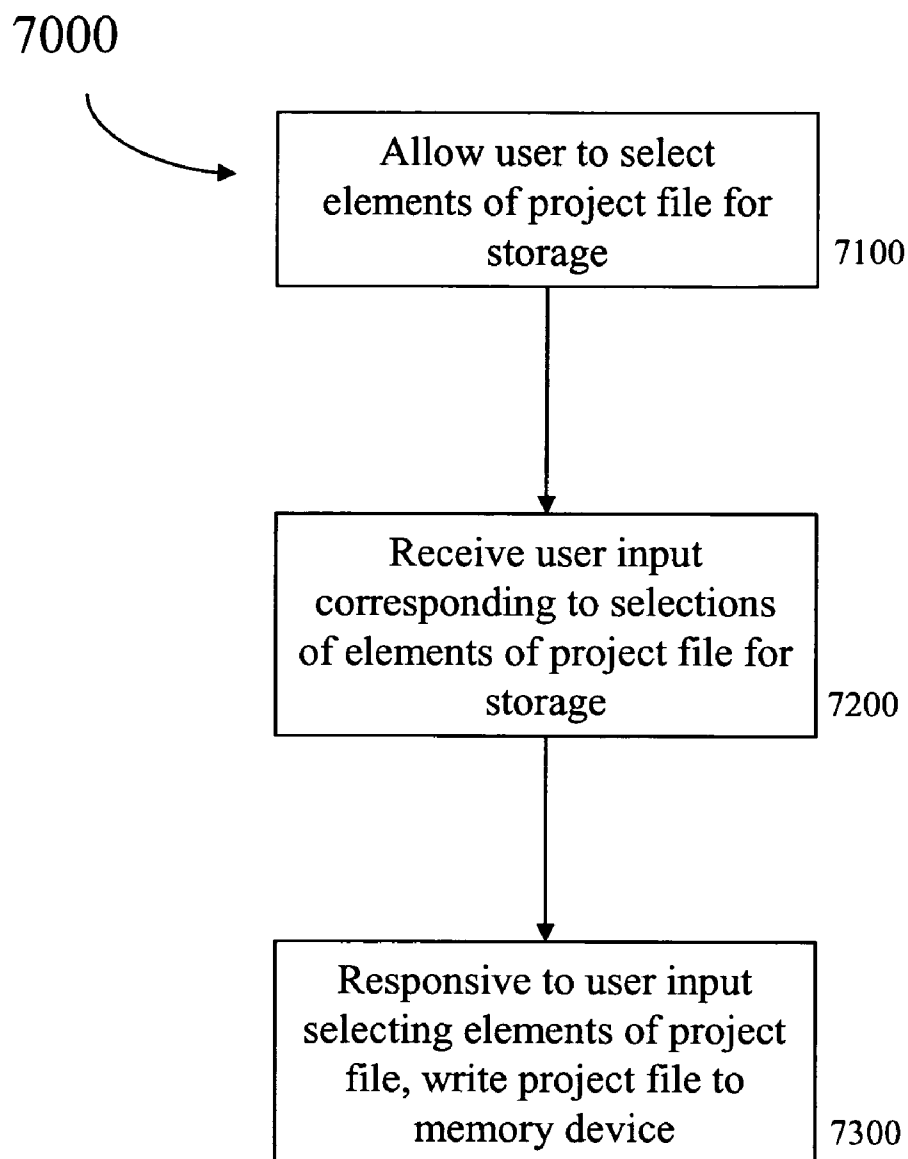 7000
Allow user to select
elements of project file for
storage
7100
Receive user input
corresponding to selections
of elements of project file for
storage
7200
Responsive to user input
selecting elements of project
file, write project file to
memory device
7300